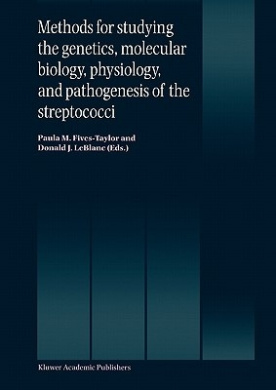 Methods for studying
the genetics, molecular
biology, physiology,
and pathogenesis of the
streptococci
Paula M. Fives-Taylor and
Donald J. LeBlanc (Eds.)
Kluwer Academic Publishers